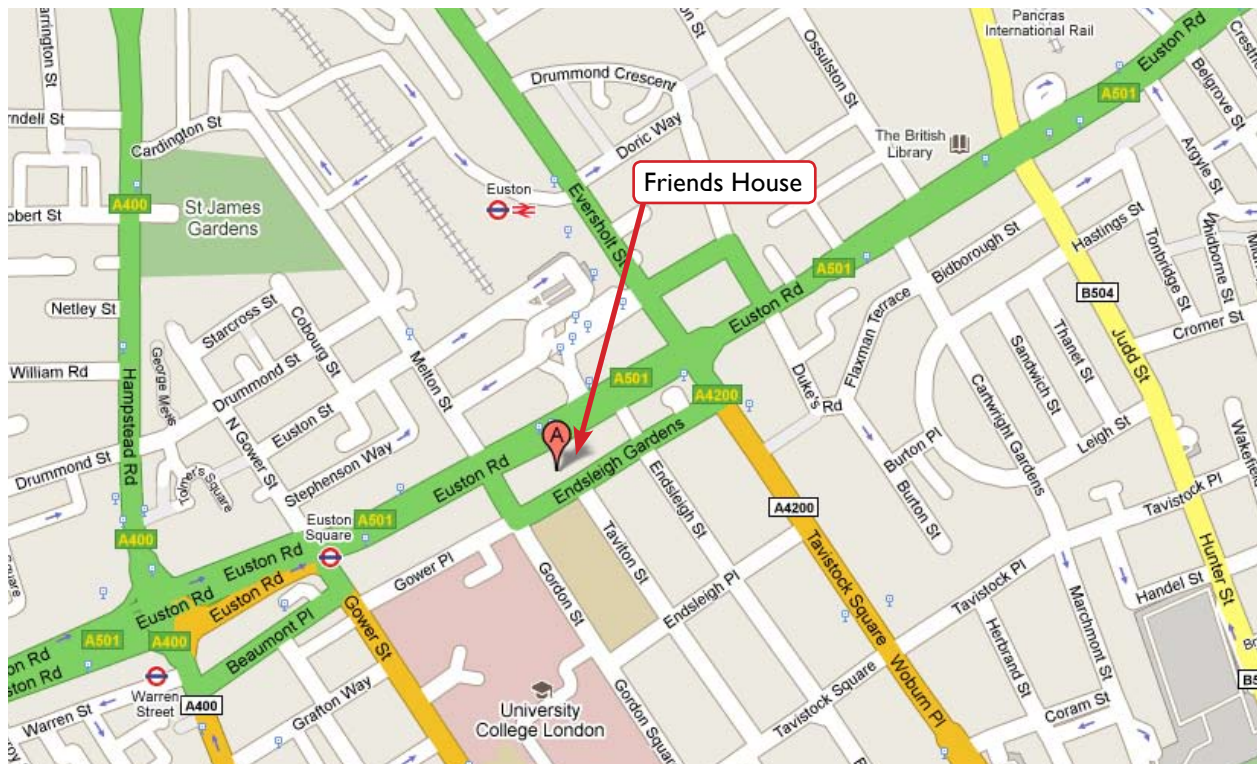 Pancras
International Rail
Euston Rd
A501
Crestn
Belgrove St
Argyle St
arrington St
rndell St
Cardington St
Drummond Crescent
Doric Way
Ossulston St
The British
Library
Friends House
Euston
Eversholt St
A400
St James
Gardens
obert St
Whidborne St
Tonbridge St
Hastings St
Bidborough St
A501
B504
Euston Rd
Netley St
Starcross St
Cobourg St
Flaxman Terrace
Thanet St
Sandwich St
Cromer St
Judd St
William Rd
George Mews
Drummond St
Melton St
A501
A4200
Duke's Rd
Cartwright Gardens
Hampstead Rd
N Gower St
Euston St
Stephenson Way
A
Euston Rd
Endsleigh Gardens
Endsleigh St
Burton Pl
Burton St
Leigh St
Wakefie
Drummond St
Tolmer's Square
Tavistock Pl
Euston
Square
A501
A4200
A400
Euston Rd
Euston Rd
Euston Rd
Gower Pl
Taviton St
Gordon St
Endsleigh Pl
Tavistock Square
Tavistock Pl
Handel St
Hunter St
Marchmont St
Herbrand St
A501
A400
Beaumont Pl
Gower St
on Rd
ston Rd
Warren
Street
A400
Warren St
Grafton Way
University
College London
Gordon Squar
Tavistock Square
Woburn Pl
Coram St
B5